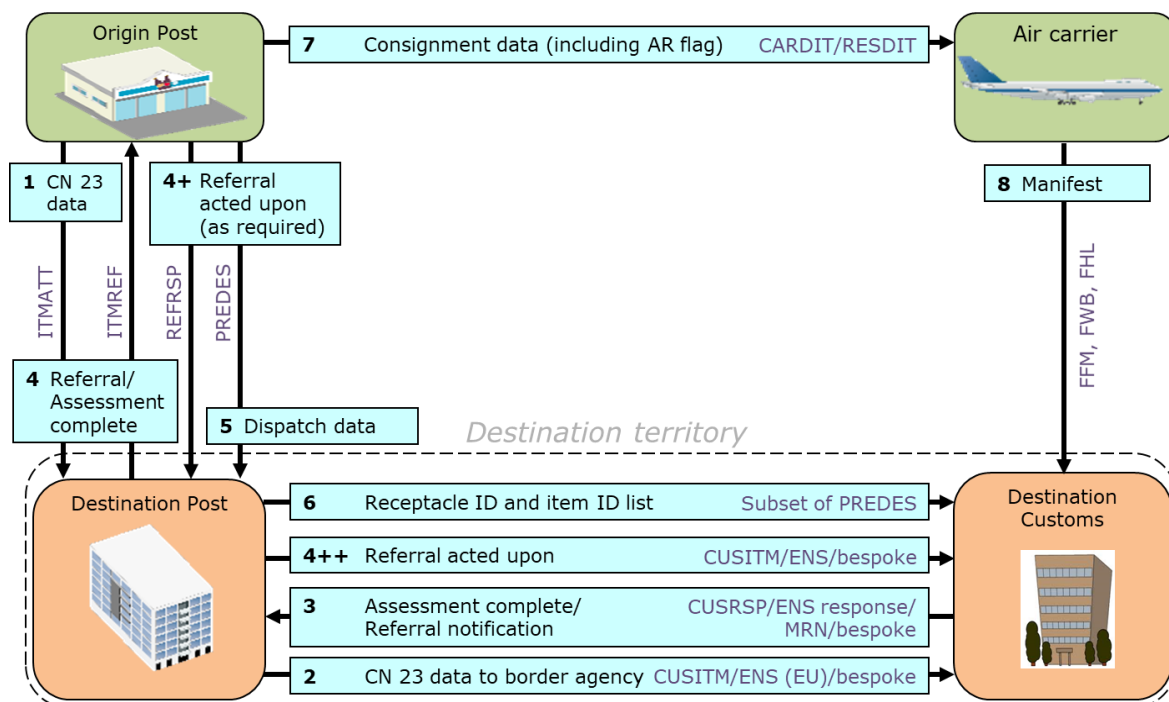 Origin Post
7 Consignment data (including AR flag) CARDIT/RESDIT
Air carrier
1 CN 23
data
4+ Referral
acted upon
(as required)
8 Manifest
ITMATT
ITMREF
REFRSP
PREDES
FFM, FWB, FHL
4 Referral/
Assessment
complete
5 Dispatch data
Destination territory
Destination Post
6 Receptacle ID and item ID list Subset of PREDES
Destination
Customs
4++ Referral acted upon CUSITM/ENS/bespoke
3 Assessment complete/ CUSRSP/ENS response/
Referral notification MRN/bespoke
2 CN 23 data to border agency CUSITM/ENS (EU)/bespoke